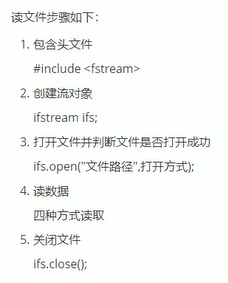 读文件步骤如下：
1. 包含头文件
#include <fstream>
2. 创建流对象
ifstream ifs;
3. 打开文件并判断文件是否打开成功
ifs.open("文件路径",打开方式);
4. 读数据
四种方式读取
5. 关闭文件
ifs.close();